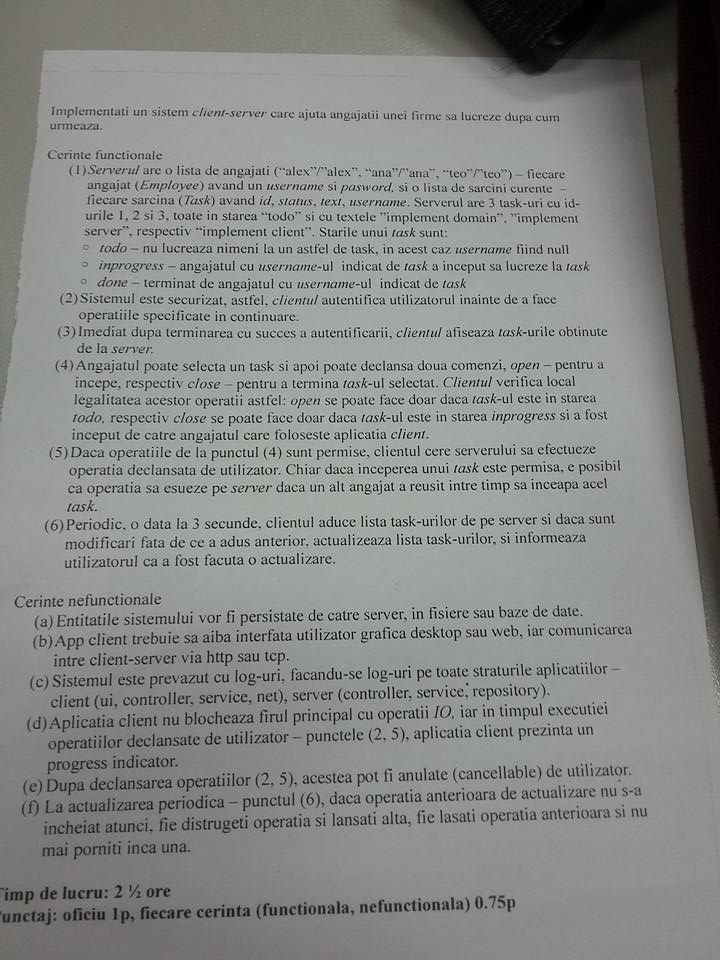 Implementati un sistem client-server care ajuta angajatii unei firme sa lucreze dupa cum
urmeaza.
Cerinte functionale
(1)Serverul are o lista de angajati (“alex”/”alex”, “ana”/”ana”, “teo”/”teo”) – fiecare
angajat (Employee) avand un username si pasword, si o lista de sarcini curente –
fiecare sarcina (Task) avand id, status, text, username. Serverul are 3 task-uri cu id-
urile 1, 2 si 3, toate in starea “todo” si cu textele ”implement domain”, ”implement
server”, respectiv “implement client”. Starile unui task sunt:
◦ todo – nu lucreaza nimeni la un astfel de task, in acest caz username fiind null
◦ inprogress – angajatul cu username-ul indicat de task a inceput sa lucreze la task
◦ done – terminat de angajatul cu username-ul indicat de task
(2)Sistemul este securizat, astfel, clientul autentifica utilizatorul inainte de a face
operatiile specificate in continuare.
(3)Imediat dupa terminarea cu succes a autentificarii, clientul afiseaza task-urile obtinute
de la server.
(4)Angajatul poate selecta un task si apoi poate declansa doua comenzi, open – pentru a
incepe, respectiv close – pentru a termina task-ul selectat. Clientul verifica local
legalitatea acestor operatii astfel: open se poate face doar daca task-ul este in starea
todo, respectiv close se poate face doar daca task-ul este in starea inprogress si a fost
inceput de catre angajatul care foloseste aplicatia client.
(5)Daca operatiile de la punctul (4) sunt permise, clientul cere serverului sa efectueze
operatia declansata de utilizator. Chiar daca inceperea unui task este permisa, e posibil
ca operatia sa esueze pe server daca un alt angajat a reusit intre timp sa inceapa acel
task.
(6)Periodic, o data la 3 secunde, clientul aduce lista task-urilor de pe server si daca sunt
modificari fata de ce a adus anterior, actualizeaza lista task-urilor, si informeaza
utilizatorul ca a fost facuta o actualizare.
Cerinte nefunctionale
(a)Entitatile sistemului vor fi persistate de catre server, in fisiere sau baze de date.
(b)App client trebuie sa aiba interfata utilizator grafica desktop sau web, iar comunicarea
intre client-server via http sau tcp.
(c)Sistemul este prevazut cu log-uri, facandu-se log-uri pe toate straturile aplicatiilor –
client (ui, controller, service, net), server (controller, service, repository).
(d)Aplicatia client nu blocheaza firul principal cu operatii IO, iar in timpul executiei
operatiilor declansate de utilizator – punctele (2, 5), aplicatia client prezinta un
progress indicator.
(e)Dupa declansarea operatiilor (2, 5), acestea pot fi anulate (cancellable) de utilizator.
(f) La actualizarea periodica – punctul (6), daca operatia anterioara de actualizare nu s-a
incheiat atunci, fie distrugeti operatia si lansati alta, fie lasati operatia anterioara si nu
mai porniti inca una.
Timp de lucru: 2 ½ ore
Punctaj: oficiu 1p, fiecare cerinta (functionala, nefunctionala) 0.75p